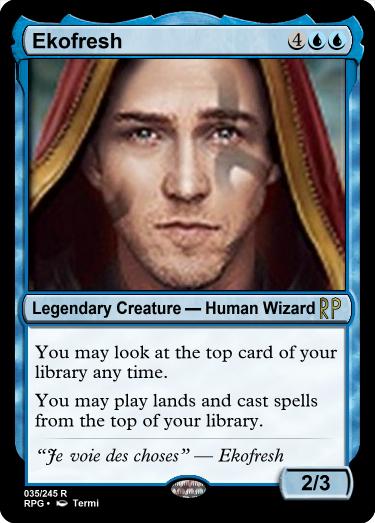 Ekofresh 4
Legendary Creature — Human Wizard RP
You may look at the top card of your
library any time.
You may play lands and cast spells
from the top of your library.
“Je voie des choses” — Ekofresh
2/3
035/245 R
RPG • Termi